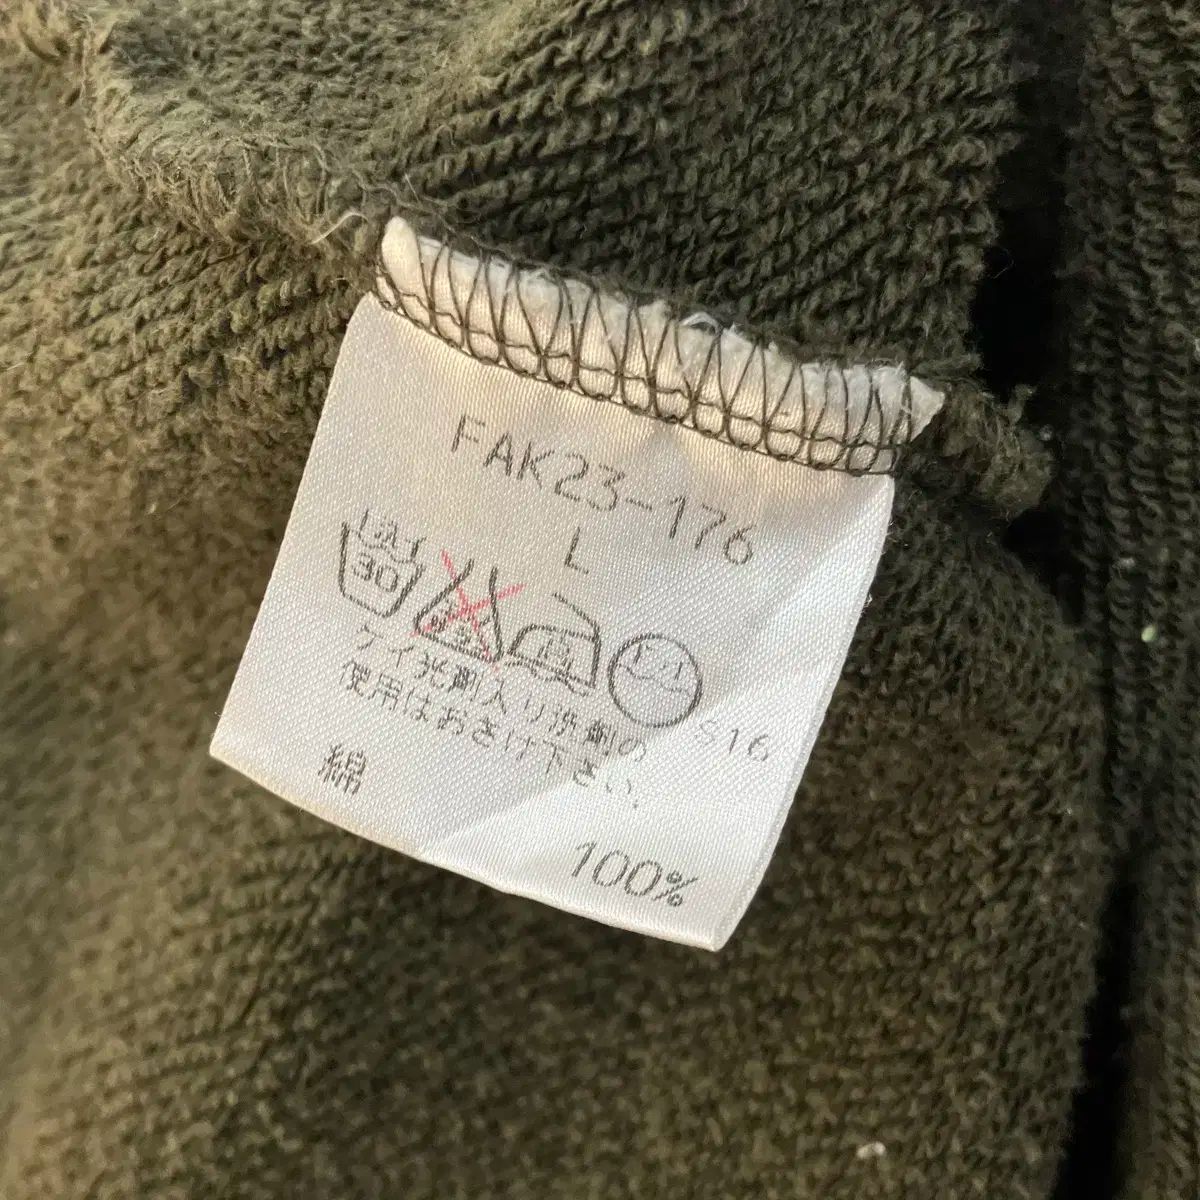 FAK23-176
L
30
ケイ光剤入り洗剤の
使用はおさけ下さい
S16
綿
100%